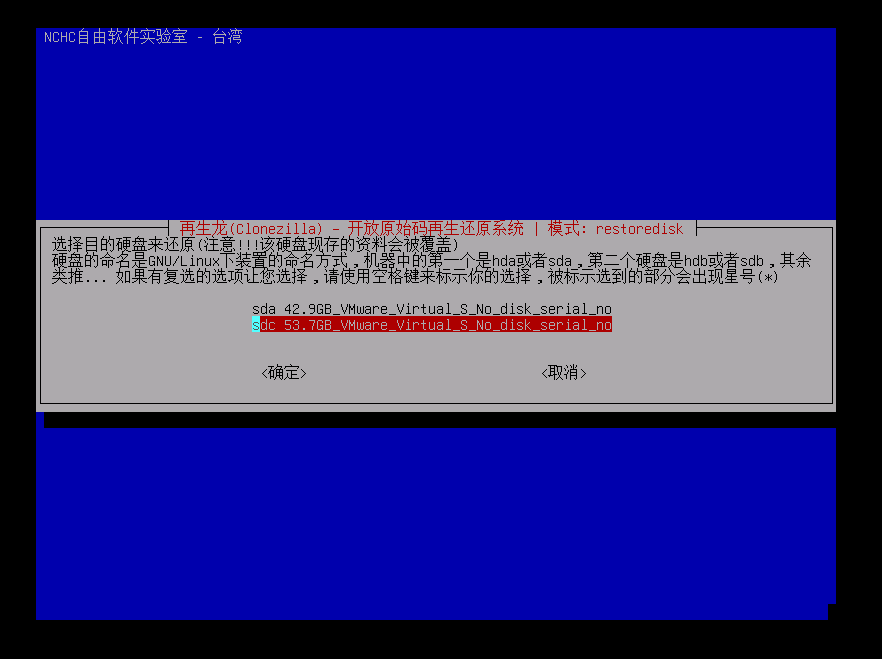 NCHC自由软件实验室 - 台湾
再生龙(Clonezilla) - 开放原始码再生还原系统 | 模式: restoredisk
选择目的硬盘来还原(注意!!!该硬盘现存的资料会被覆盖)
硬盘的命名是GNU/Linux下装置的命名方式,机器中的第一个是hda或者sda,第二个硬盘是hdb或者sdb,其余
类推... 如果有复选的选项让您选择,请使用空格键来标示你的选择,被标示选到的部分会出现星号(*)
sda 42.9GB_VMware_Virtual_S_No_disk_serial_no
sdc 53.7GB_VMware_Virtual_S_No_disk_serial_no
<确定> <取消>